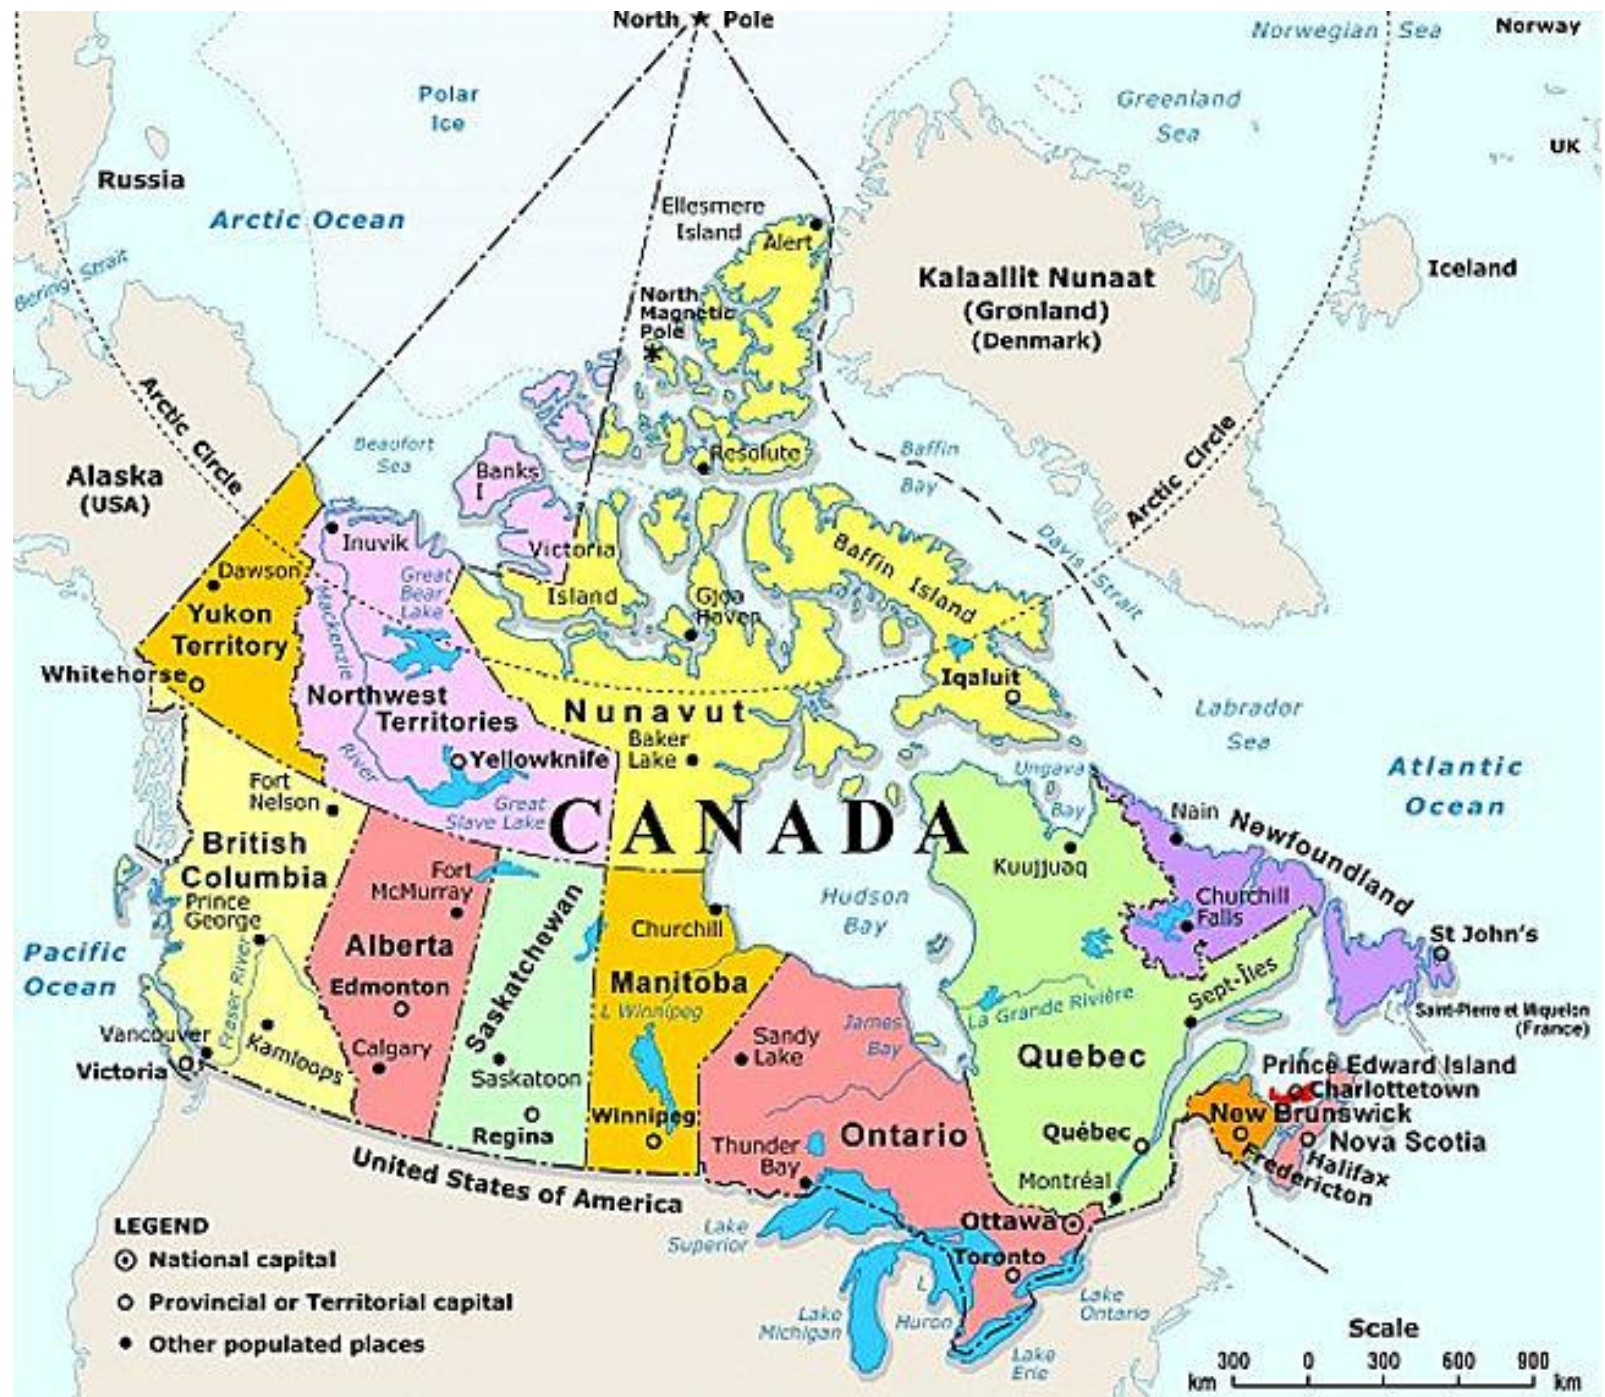 North Pole
Norwegian Sea
Norway
Polar
Ice
Greenland
Sea
UK
Russia
Arctic Ocean
Ellesmere
Island
Alert
Bering Strait
Kalaallit Nunaat
(Grønland)
(Denmark)
Iceland
North
Magnetic
Pole
Arctic Circle
Beaufort
Sea
Baffin
Bay
Arctic Circle
Resolute
Banks
I
Alaska
(USA)
Inuvik
Victoria
Island
Baffin Island
Davis Strait
Dawson
Great
Bear
Lake
Gjoa
Haven
Yukon
Territory
Mackenzie
River
Whitehorse
Northwest
Territories
Nunavut
Iqaluit
Labrador
Sea
Baker
Lake
Yellowknife
Great
Slave Lake
Ungava
Bay
Atlantic
Ocean
Fort
Nelson
CANADA
Nain
Newfoundland
British
Columbia
Kuujjuaq
Fort
McMurray
Hudson
Bay
Churchill
Falls
Prince
George
Saskatchewan
Churchill
St John's
Alberta
Pacific
Ocean
Fraser River
Edmonton
Manitoba
L Winnipeg
Sept-Îles
La Grande Rivière
Saint-Pierre et Miquelon
(France)
Vancouver
Kamloops
Calgary
Sandy
Lake
James
Bay
Victoria
Saskatoon
Quebec
Prince Edward Island
Charlottetown
Regina
Winnipeg
Ontario
Québec
New Brunswick
Nova Scotia
Thunder
Bay
Halifax
Fredericton
United States of America
Montréal
Ottawa
Lake
Superior
Toronto
LEGEND
National capital
Provincial or Territorial capital
Other populated places
Lake
Michigan
L
Huron
Lake
Ontario
Lake
Erie
Scale
300 0 300 600 900
km km